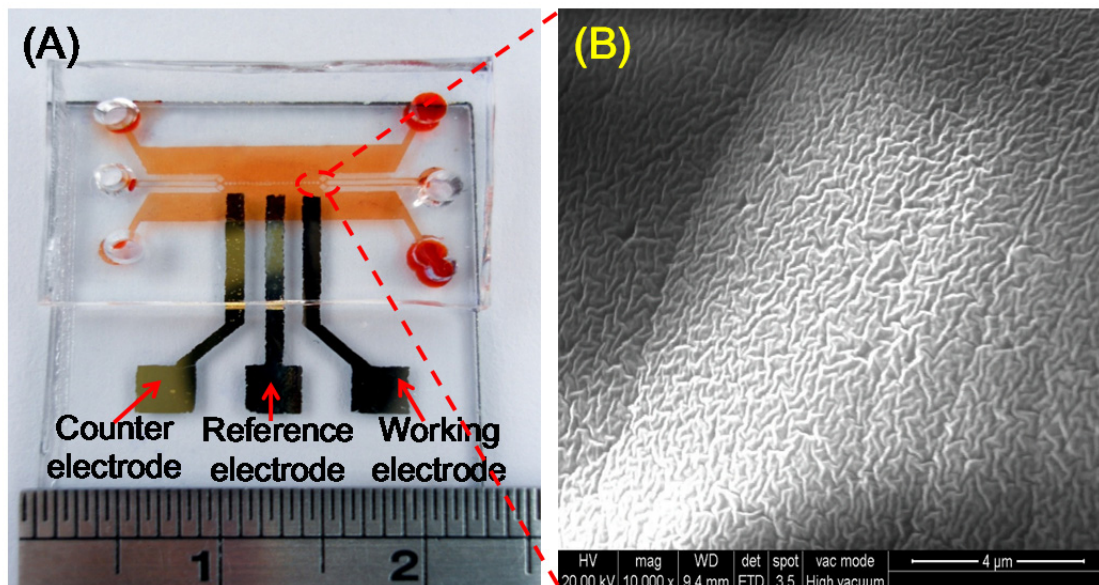 (A)
Counter Reference Working
electrode electrode electrode
1 2
(B)
HV mag WD det spot vac mode 4 µm
20.00 kV 10 000 x 9.4 mm ETD 3.5 High vacuum